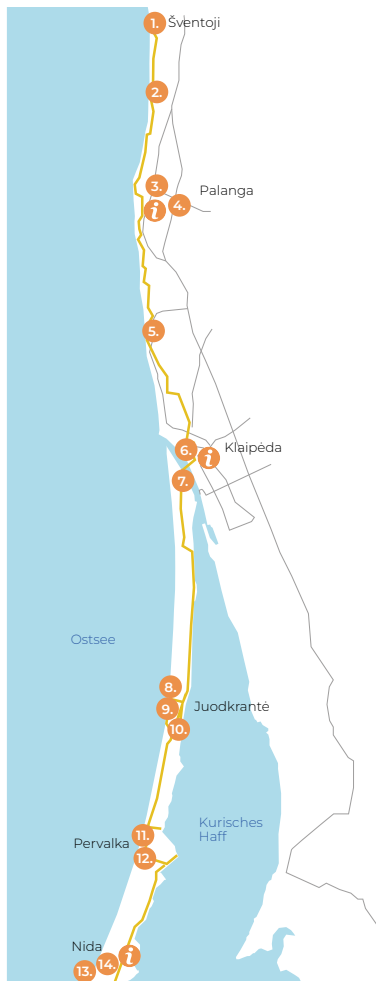 1. Šventoji
2.
3.
Palanga
i 4.
5.
6. i Klaipėda
7.
Ostsee
8.
9. Juodkrantė
10.
Kurisches
Haff
11.
Pervalka
12.
Nida
13. 14. i